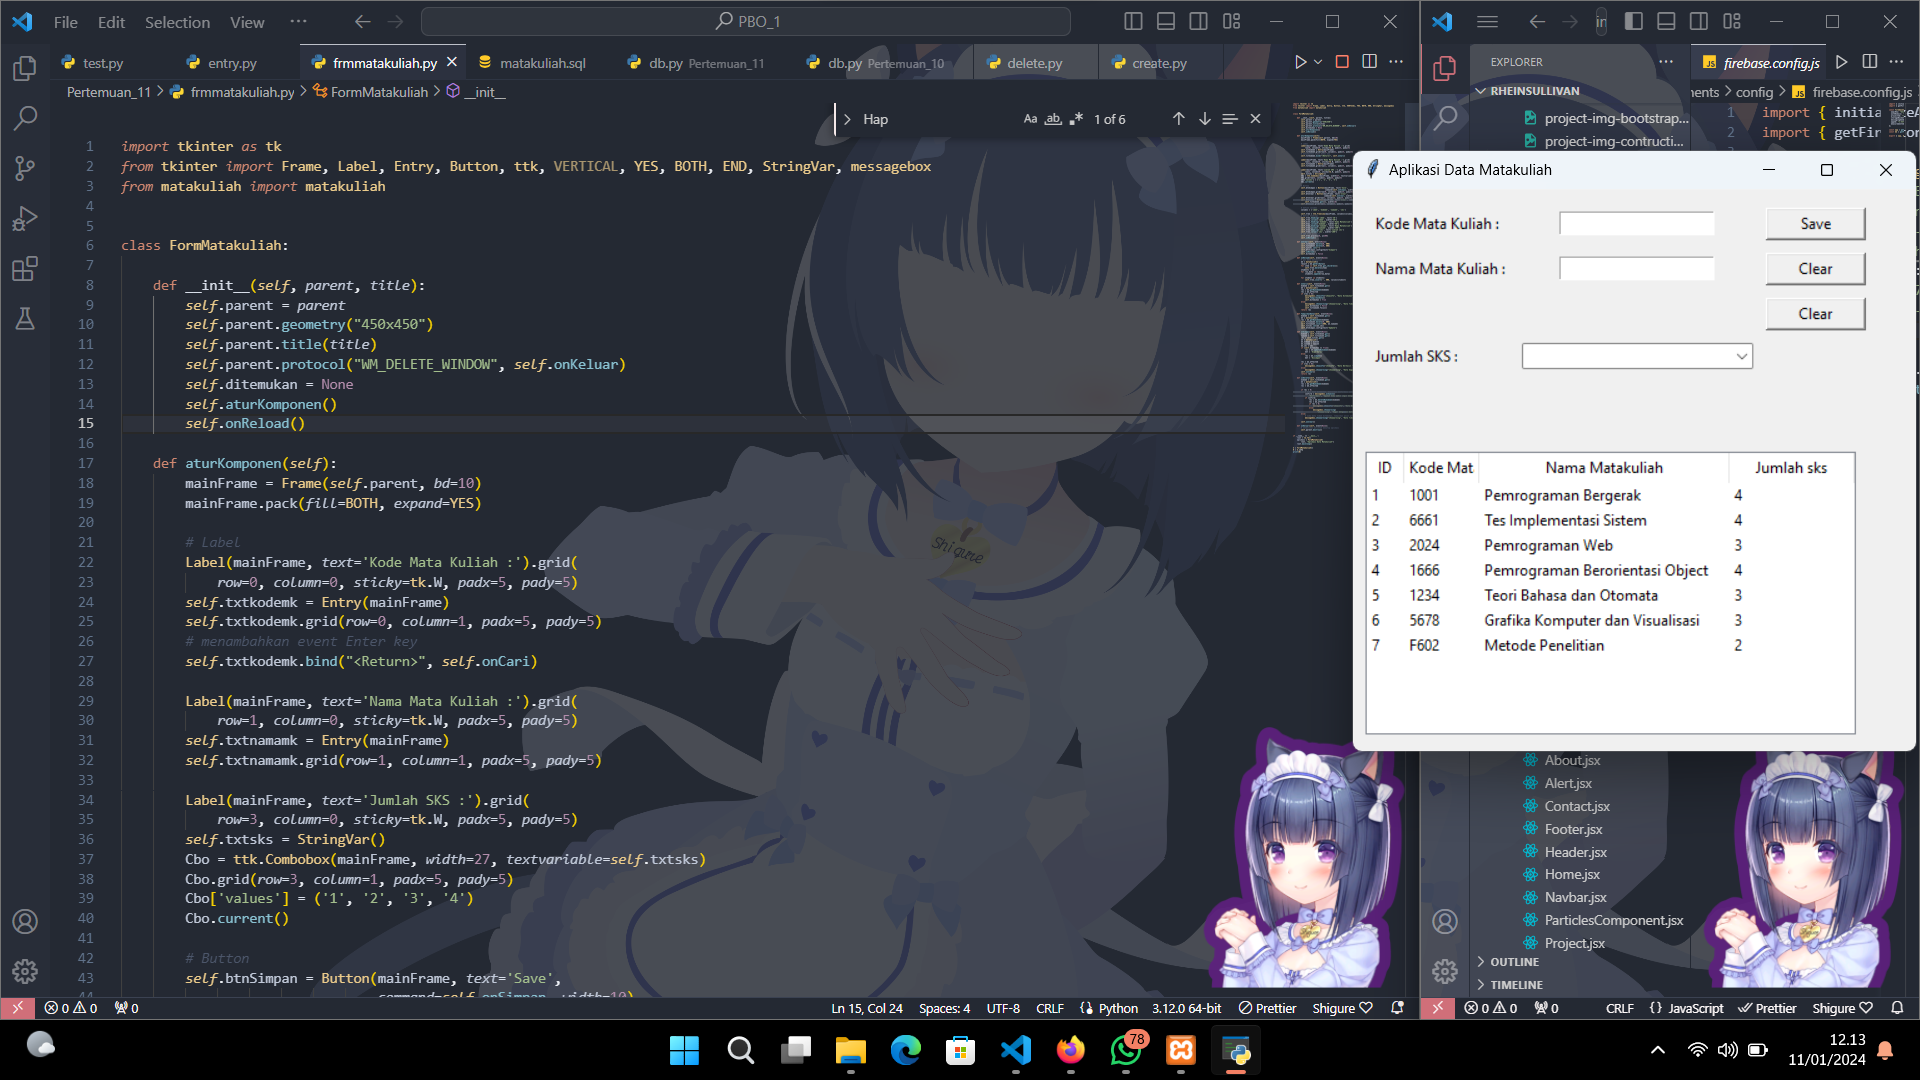 File Edit Selection View ··· PBO_1
test.py entry.py frmmatakuliah.py matakuliah.sql db.py Pertemuan_11 db.py Pertemuan_10 delete.py create.py
Pertemuan_11 > frmmatakuliah.py > FormMatakuliah > __init__
Hap Aa ab 1 of 6
1 import tkinter as tk
2 from tkinter import Frame, Label, Entry, Button, ttk, VERTICAL, YES, BOTH, END, StringVar, messagebox
3 from matakuliah import matakuliah
4
5
6 class FormMatakuliah:
7
8 def __init__(self, parent, title):
9 self.parent = parent
10 self.parent.geometry("450x450")
11 self.parent.title(title)
12 self.parent.protocol("WM_DELETE_WINDOW", self.onKeluar)
13 self.ditemukan = None
14 self.aturKomponen()
15 self.onReload()
16
17 def aturKomponen(self):
18 mainFrame = Frame(self.parent, bd=10)
19 mainFrame.pack(fill=BOTH, expand=YES)
20
21 # Label
22 Label(mainFrame, text='Kode Mata Kuliah :').grid(
23 row=0, column=0, sticky=tk.W, padx=5, pady=5)
24 self.txtkodemk = Entry(mainFrame)
25 self.txtkodemk.grid(row=0, column=1, padx=5, pady=5)
26 # menambahkan event Enter key
27 self.txtkodemk.bind("<Return>", self.onCari)
28
29 Label(mainFrame, text='Nama Mata Kuliah :').grid(
30 row=1, column=0, sticky=tk.W, padx=5, pady=5)
31 self.txtnamamk = Entry(mainFrame)
32 self.txtnamamk.grid(row=1, column=1, padx=5, pady=5)
33
34 Label(mainFrame, text='Jumlah SKS :').grid(
35 row=3, column=0, sticky=tk.W, padx=5, pady=5)
36 self.txtsks = StringVar()
37 Cbo = ttk.Combobox(mainFrame, width=27, textvariable=self.txtsks)
38 Cbo.grid(row=3, column=1, padx=5, pady=5)
39 Cbo['values'] = ('1', '2', '3', '4')
40 Cbo.current()
41
42 # Button
43 self.btnSimpan = Button(mainFrame, text='Save',
44 command=self.onSimpan, width=10)
Shigure
0 0 0 Ln 15, Col 24 Spaces: 4 UTF-8 CRLF Python 3.12.0 64-bit Prettier Shigure
in
EXPLORER ··· firebase.config.js
RHEINSULLIVAN nents > config > firebase.config.js
project-img-bootstrap...
project-img-contructi...
1 import { initia
2 import { getFir
Aplikasi Data Matakuliah
Kode Mata Kuliah : Save
Nama Mata Kuliah : Clear
Clear
Jumlah SKS :
ID Kode Mat Nama Matakuliah Jumlah sks
1 1001 Pemrograman Bergerak 4
2 6661 Tes Implementasi Sistem 4
3 2024 Pemrograman Web 3
4 1666 Pemrograman Berorientasi Object 4
5 1234 Teori Bahasa dan Otomata 3
6 5678 Grafika Komputer dan Visualisasi 3
7 F602 Metode Penelitian 2
About.jsx
Alert.jsx
Contact.jsx
Footer.jsx
Header.jsx
Home.jsx
Navbar.jsx
ParticlesComponent.jsx
Project.jsx
OUTLINE
TIMELINE
0 0 0 CRLF {} JavaScript Prettier Shigure
78
12.13
11/01/2024